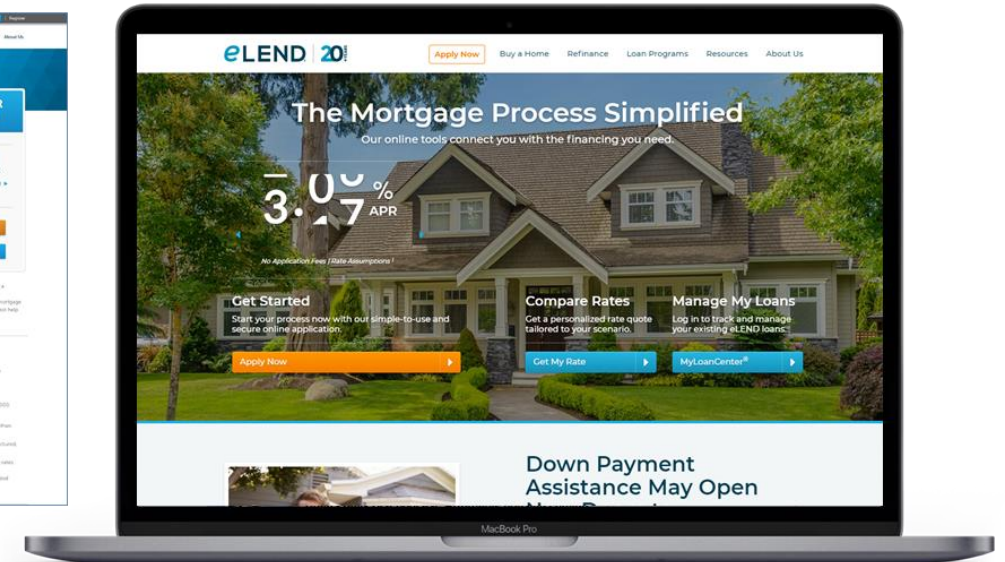 Register
About Us
eLEND 20
Apply Now
Buy a Home
Refinance
Loan Programs
Resources
About Us
The Mortgage Process Simplified
Our online tools connect you with the financing you need.
3.
%
APR
No Application Fees | Rate Assumptions
Get Started
Start your process now with our simple-to-use and
secure online application.
Apply Now
Compare Rates
Get a personalized rate quote
tailored to your scenario.
Get My Rate
Manage My Loans
Log in to track and manage
your existing eLEND loans.
MyLoanCenter®
Down Payment
Assistance May Open
MacBook Pro